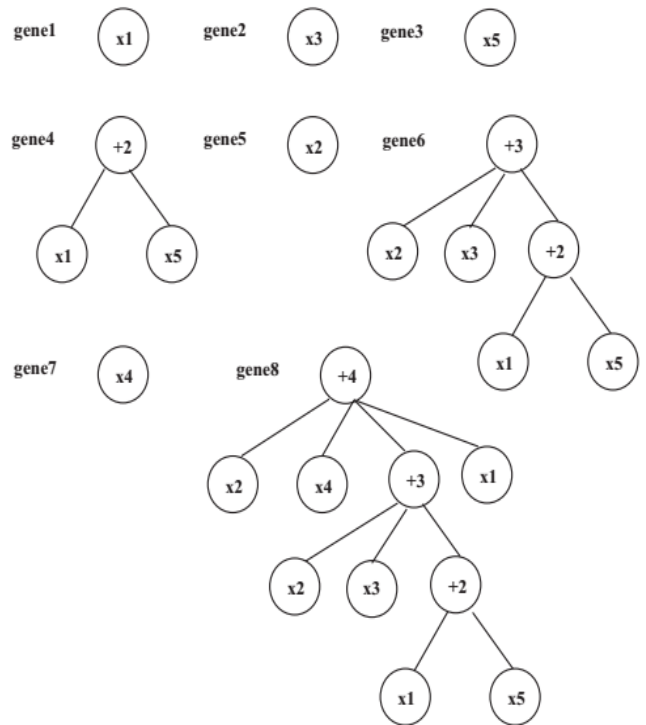 gene1 x1 gene2 x3 gene3 x5
gene4 +2 gene5 x2 gene6 +3
x1 x5 x2 x3 +2
x1 x5
gene7 x4 gene8 +4
x2 x4 +3 x1
x2 x3 +2
x1 x5